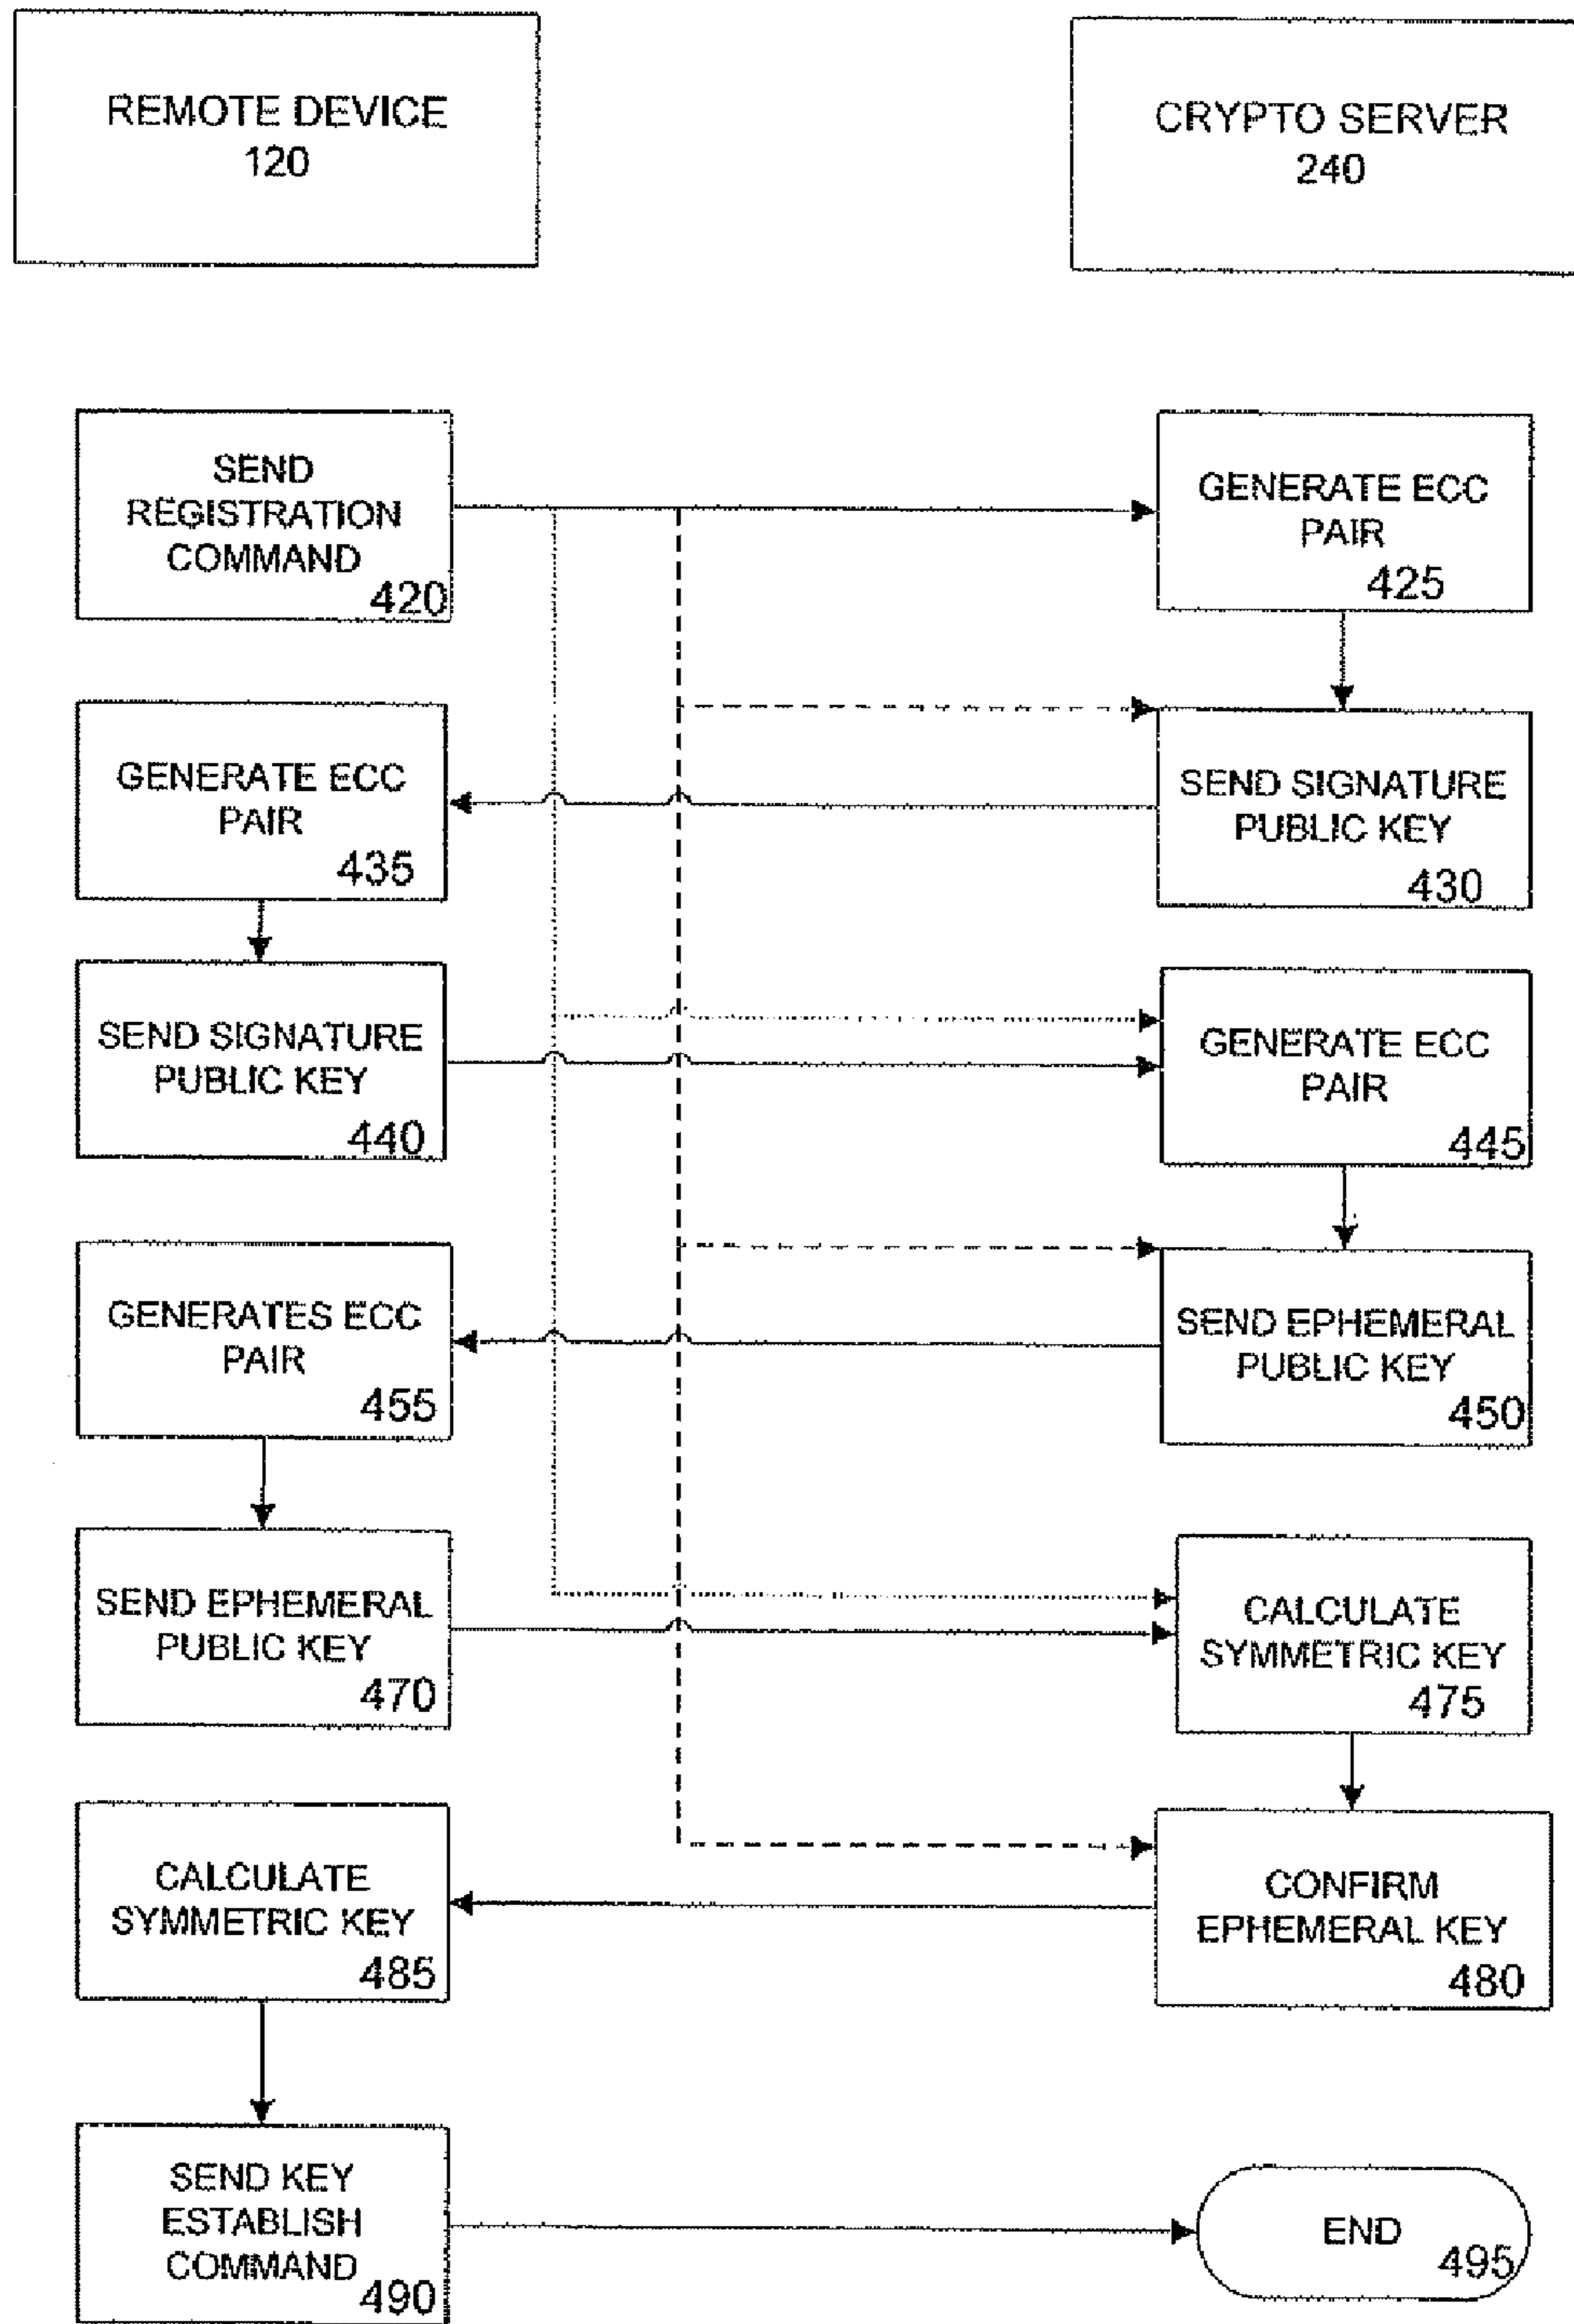 REMOTE DEVICE
120
CRYPTO SERVER
240
SEND
REGISTRATION
COMMAND
420
GENERATE ECC
PAIR
425
SEND SIGNATURE
PUBLIC KEY
430
GENERATE ECC
PAIR
435
SEND SIGNATURE
PUBLIC KEY
440
GENERATE ECC
PAIR
445
SEND EPHEMERAL
PUBLIC KEY
450
GENERATES ECC
PAIR
455
SEND EPHEMERAL
PUBLIC KEY
470
CALCULATE
SYMMETRIC KEY
475
CONFIRM
EPHEMERAL KEY
480
CALCULATE
SYMMETRIC KEY
485
SEND KEY
ESTABLISH
COMMAND
490
END
495